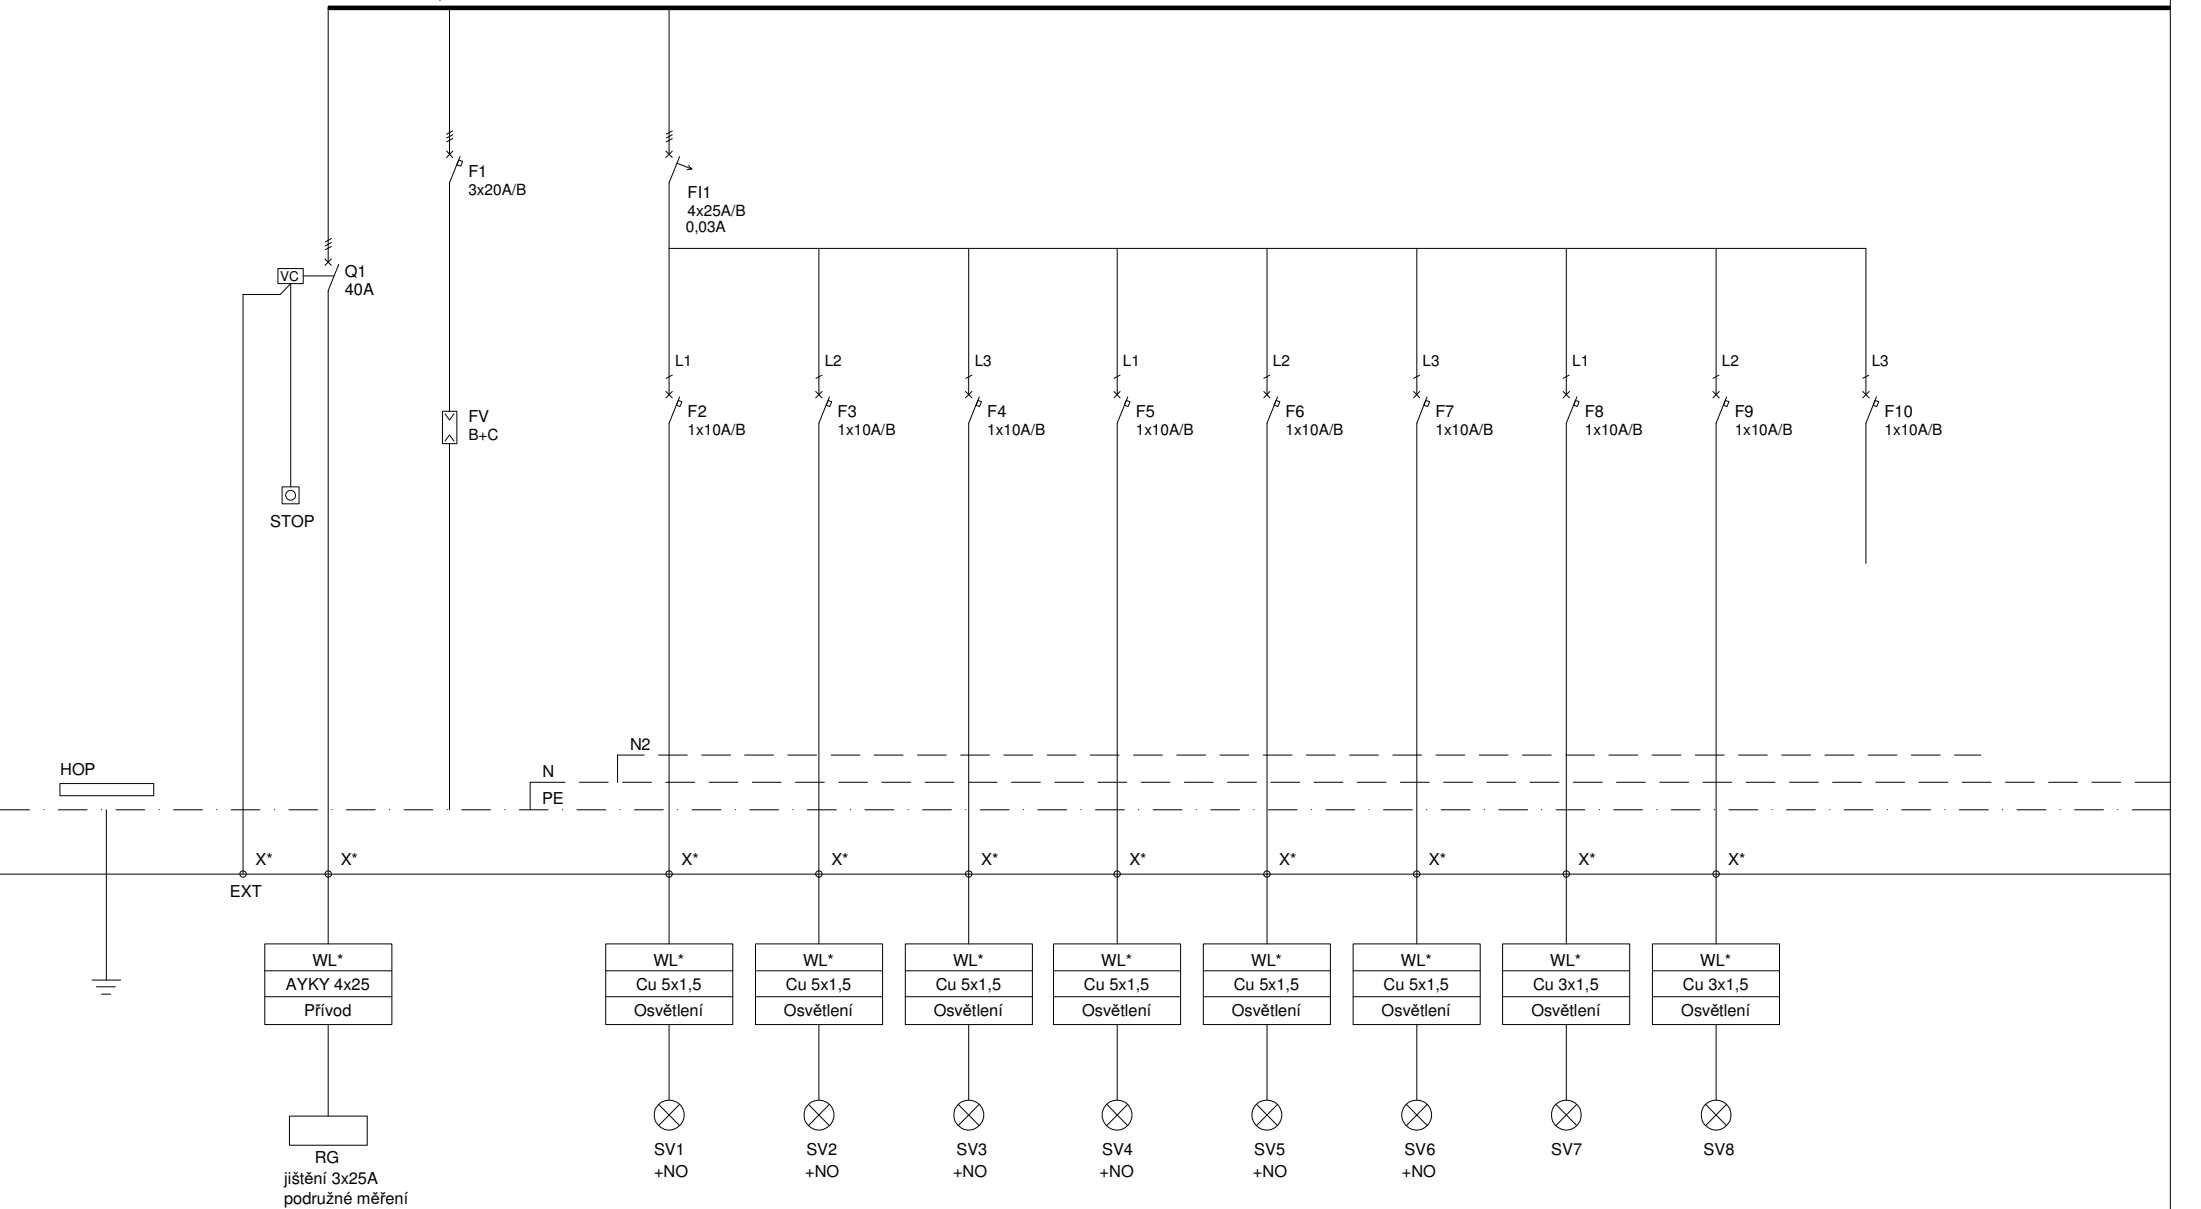 F1
3x20A/B
FI1
4x25A/B
0,03A
VC
Q1
40A
L1
L2
L3
L1
L2
L3
L1
L2
L3
F2
1x10A/B
F3
1x10A/B
F4
1x10A/B
F5
1x10A/B
F6
1x10A/B
F7
1x10A/B
F8
1x10A/B
F9
1x10A/B
F10
1x10A/B
FV
B+C
STOP
N2
HOP
N
PE
X*
X*
X*
X*
X*
X*
X*
X*
X*
X*
EXT
WL*
AYKY 4x25
Přívod
WL*
Cu 5x1,5
Osvětlení
WL*
Cu 5x1,5
Osvětlení
WL*
Cu 5x1,5
Osvětlení
WL*
Cu 5x1,5
Osvětlení
WL*
Cu 5x1,5
Osvětlení
WL*
Cu 5x1,5
Osvětlení
WL*
Cu 3x1,5
Osvětlení
WL*
Cu 3x1,5
Osvětlení
RG
jištění 3x25A
podružné měření
SV1
+NO
SV2
+NO
SV3
+NO
SV4
+NO
SV5
+NO
SV6
+NO
SV7
SV8